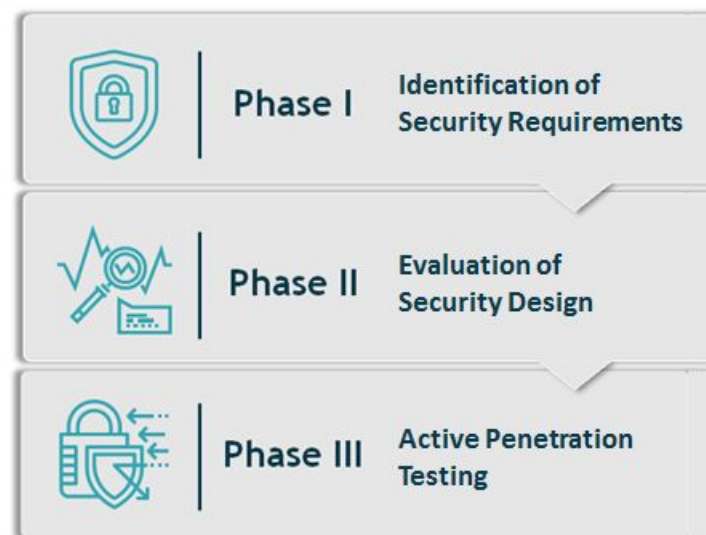 Phase I
Identification of
Security Requirements
Phase II
Evaluation of
Security Design
Phase III
Active Penetration
Testing